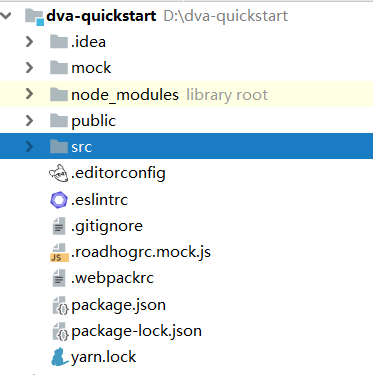 dva-quickstart D:\dva-quickstart
.idea
mock
node_modules library root
public
src
.editorconfig
.eslintrc
.gitignore
.roadhogrc.mock.js
.webpackrc
package.json
package-lock.json
yarn.lock